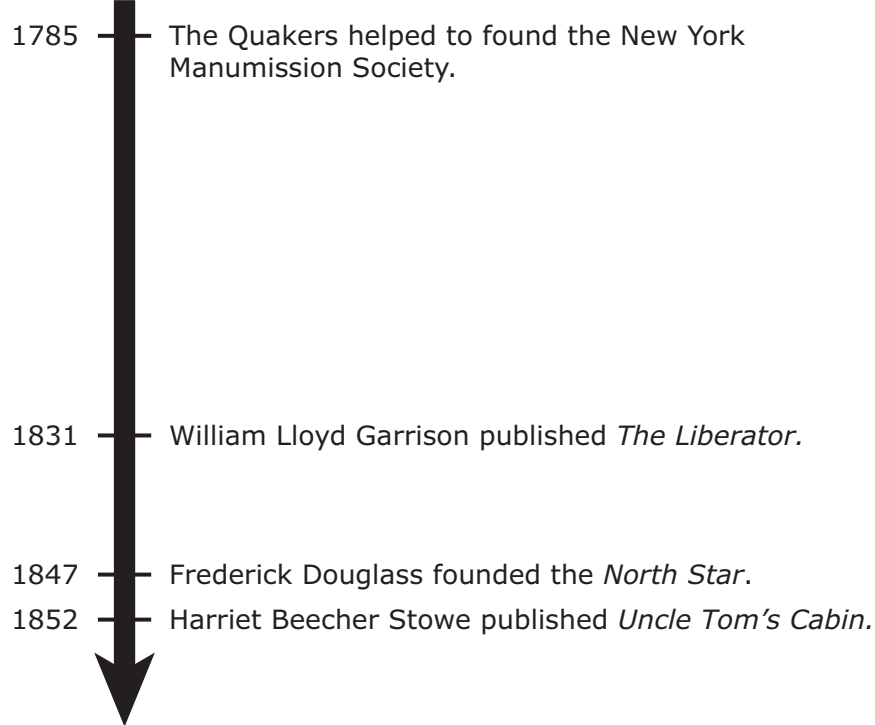 1785 The Quakers helped to found the New York
Manumission Society.
1831 William Lloyd Garrison published The Liberator.
1847 Frederick Douglass founded the North Star.
1852 Harriet Beecher Stowe published Uncle Tom’s Cabin.